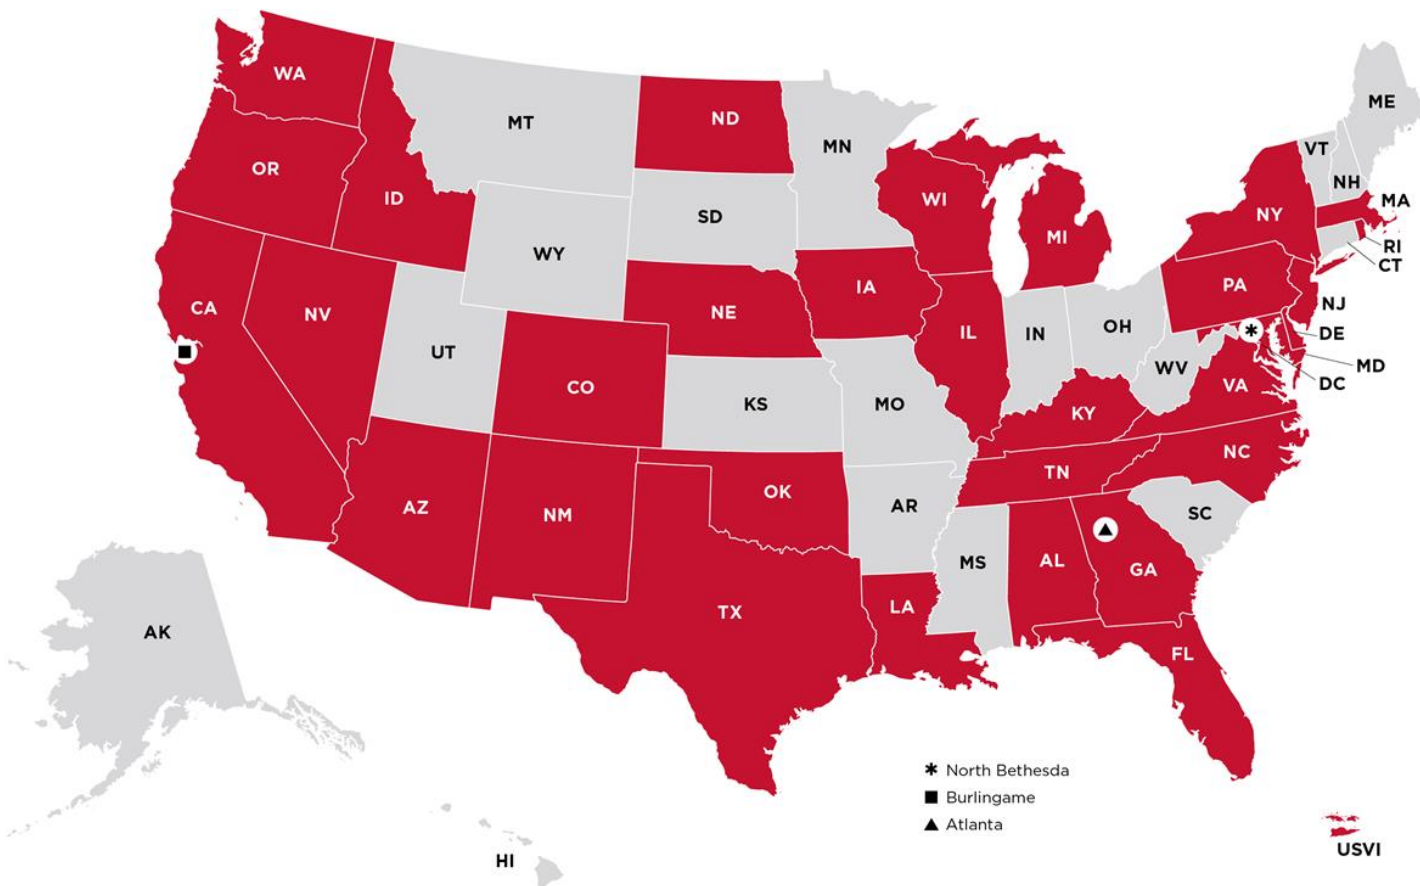 WA
MT
ND
MN
ME
VT
NH
MA
OR
ID
SD
WI
MI
NY
RI
CT
WY
IA
PA
NJ
CA
NV
UT
NE
IL
IN
OH
DE
MD
DC
WV
VA
CO
KS
MO
KY
NC
TN
AZ
NM
OK
AR
SC
MS
AL
GA
TX
LA
FL
AK
HI
✱ North Bethesda
■ Burlingame
▲ Atlanta
USVI